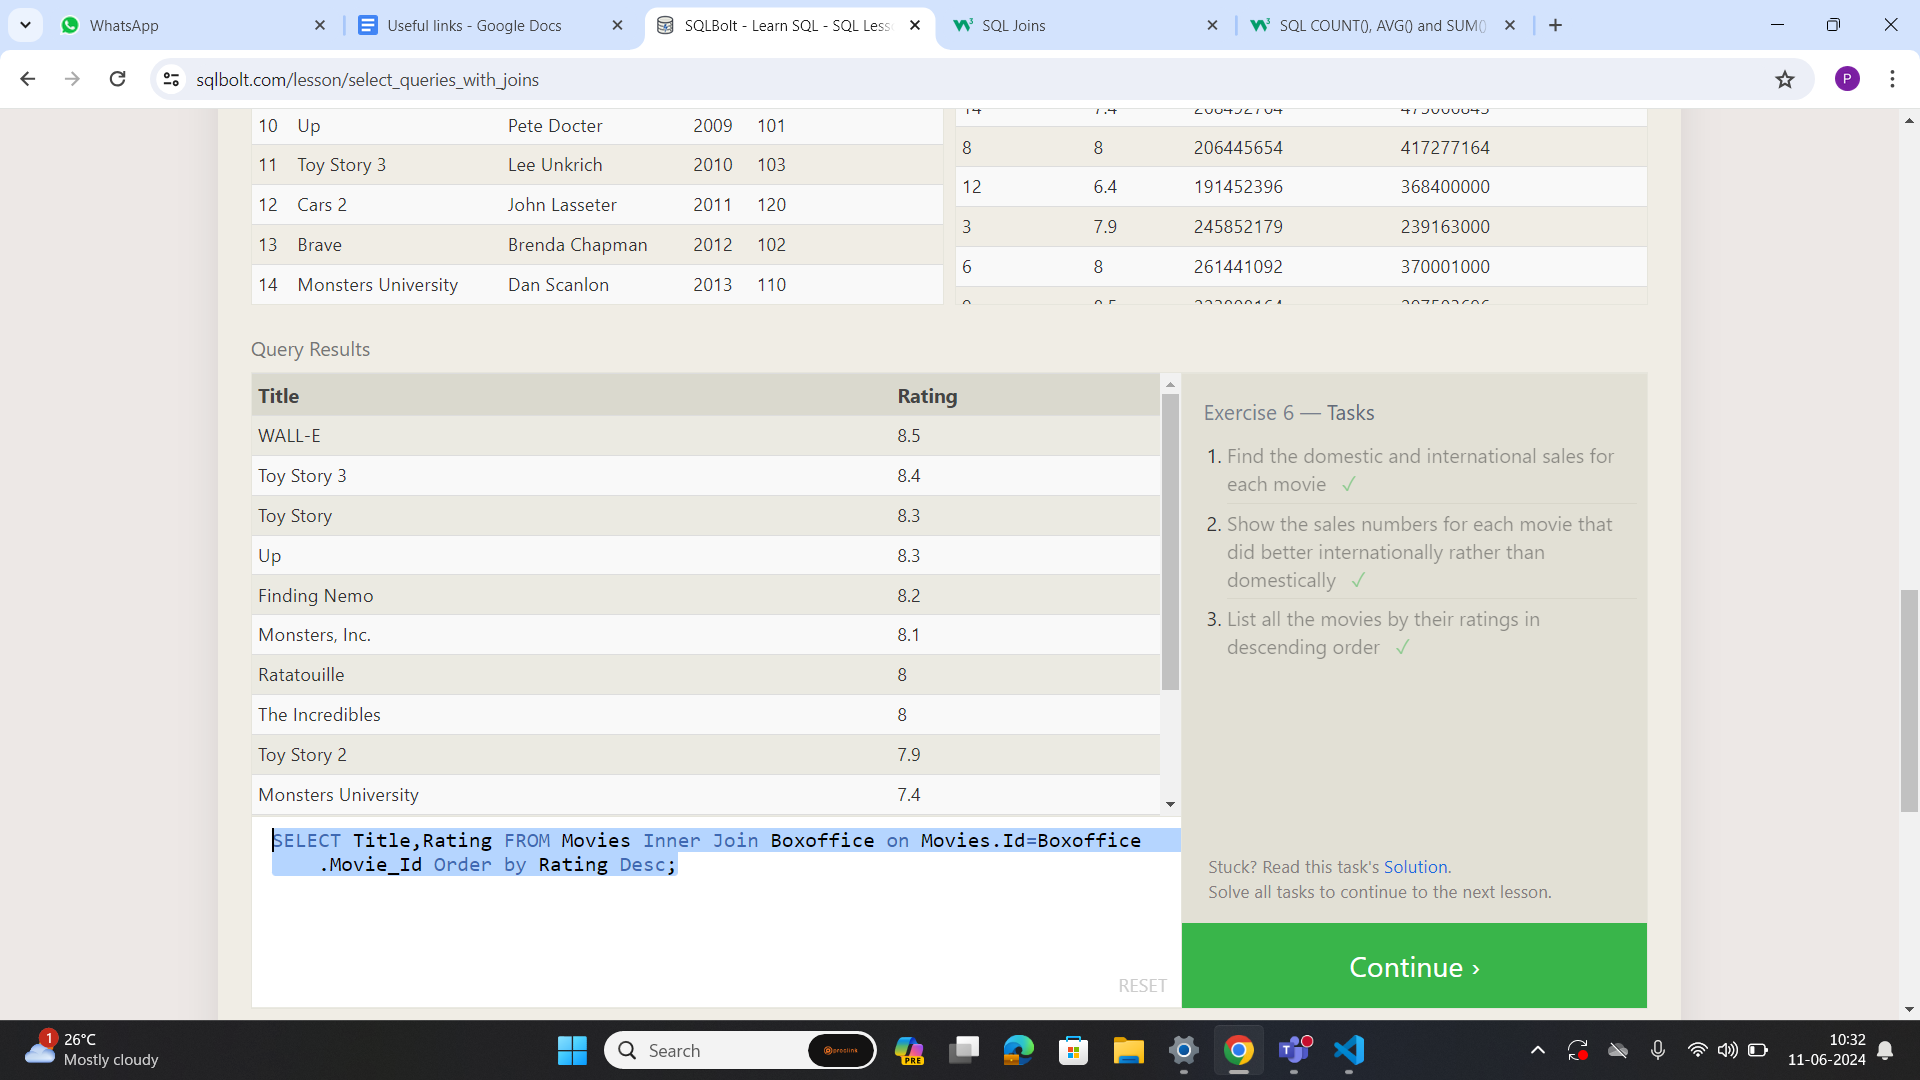 WhatsApp
Useful links - Google Docs
SQLBolt - Learn SQL - SQL Less
SQL Joins
SQL COUNT(), AVG() and SUM()
sqlbolt.com/lesson/select_queries_with_joins
P
10 Up Pete Docter 2009 101
11 Toy Story 3 Lee Unkrich 2010 103
12 Cars 2 John Lasseter 2011 120
13 Brave Brenda Chapman 2012 102
14 Monsters University Dan Scanlon 2013 110
14 7.4 268492764 475066843
8 8 206445654 417277164
12 6.4 191452396 368400000
3 7.9 245852179 239163000
6 8 261441092 370001000
Query Results
Title Rating
WALL-E 8.5
Toy Story 3 8.4
Toy Story 8.3
Up 8.3
Finding Nemo 8.2
Monsters, Inc. 8.1
Ratatouille 8
The Incredibles 8
Toy Story 2 7.9
Monsters University 7.4
SELECT Title,Rating FROM Movies Inner Join Boxoffice on Movies.Id=Boxoffice
.Movie_Id Order by Rating Desc;
RESET
Exercise 6 — Tasks
1. Find the domestic and international sales for
each movie ✓
2. Show the sales numbers for each movie that
did better internationally rather than
domestically ✓
3. List all the movies by their ratings in
descending order ✓
Stuck? Read this task's Solution.
Solve all tasks to continue to the next lesson.
Continue ›
1
26°C
Mostly cloudy
Search
proclink
PRE
10:32
11-06-2024